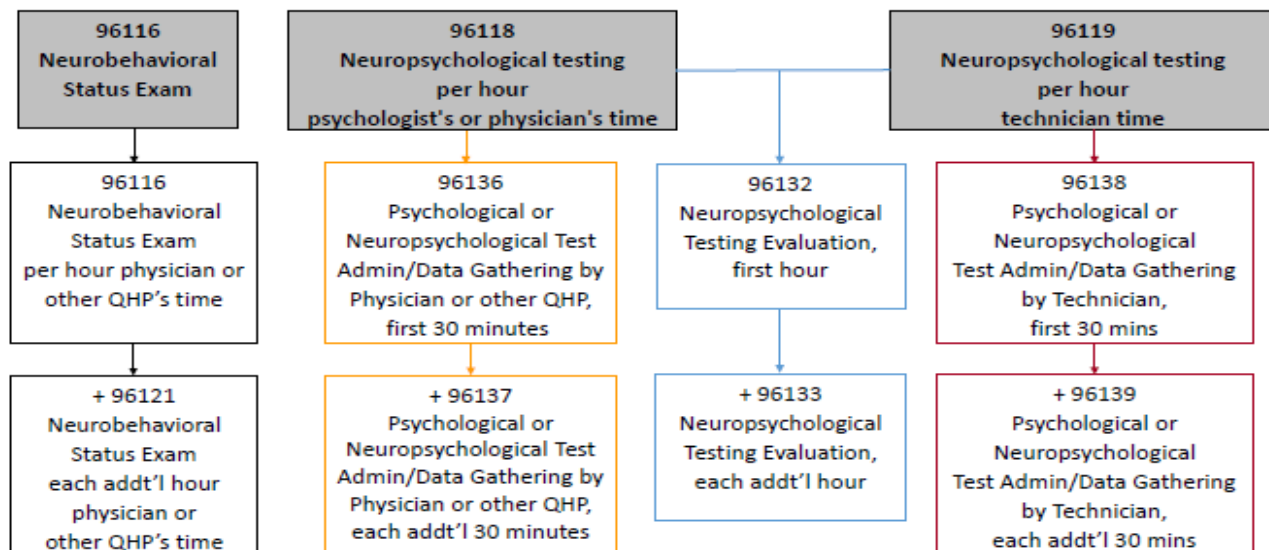 96116
Neurobehavioral
Status Exam
96118
Neuropsychological testing
per hour
psychologist's or physician's time
96119
Neuropsychological testing
per hour
technician time
96116
Neurobehavioral
Status Exam
per hour physician or
other QHP’s time
96136
Psychological or
Neuropsychological Test
Admin/Data Gathering by
Physician or other QHP,
first 30 minutes
96132
Neuropsychological
Testing Evaluation,
first hour
96138
Psychological or
Neuropsychological
Test Admin/Data Gathering
by Technician,
first 30 mins
+ 96121
Neurobehavioral
Status Exam
each addt’l hour
physician or
other QHP’s time
+ 96137
Psychological or
Neuropsychological Test
Admin/Data Gathering by
Physician or other QHP,
each addt’l 30 minutes
+ 96133
Neuropsychological
Testing Evaluation,
each addt’l hour
+ 96139
Psychological or
Neuropsychological
Test Admin/Data Gathering
by Technician,
each addt’l 30 mins